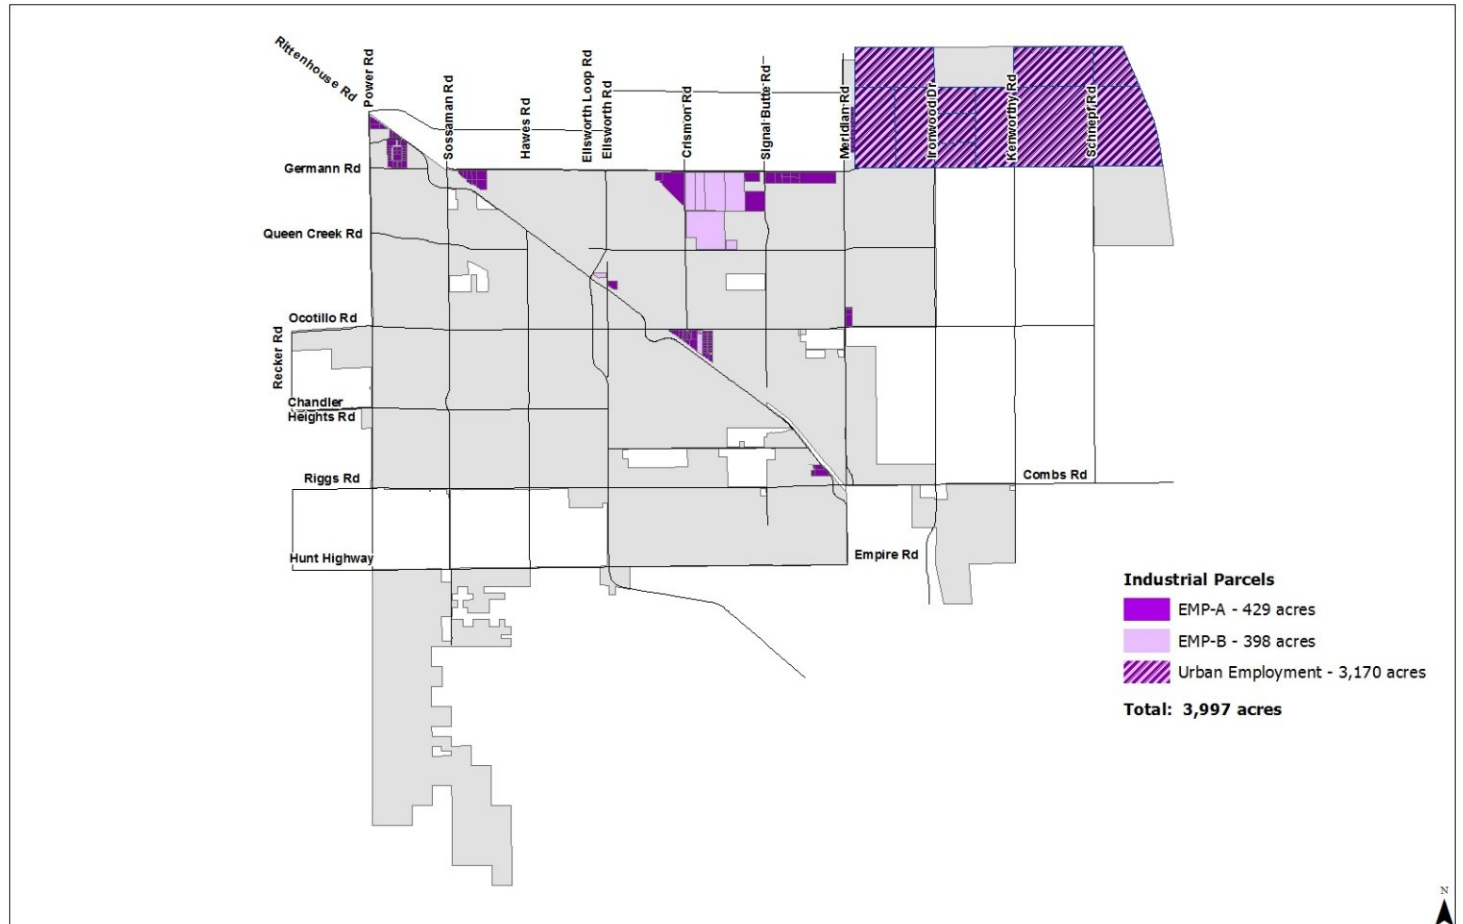 Rittenhouse Rd
Power Rd
Sossaman Rd
Hawes Rd
Ellsworth Loop Rd
Ellsworth Rd
Crismon Rd
Signal Butte Rd
Meridian Rd
Ironwood Dr
Kenworthy Rd
Schnepf Rd
Germann Rd
Queen Creek Rd
Ocotillo Rd
Recker Rd
Chandler
Heights Rd
Riggs Rd
Combs Rd
Hunt Highway
Empire Rd
Industrial Parcels
EMP-A - 429 acres
EMP-B - 398 acres
Urban Employment - 3,170 acres
Total: 3,997 acres
N